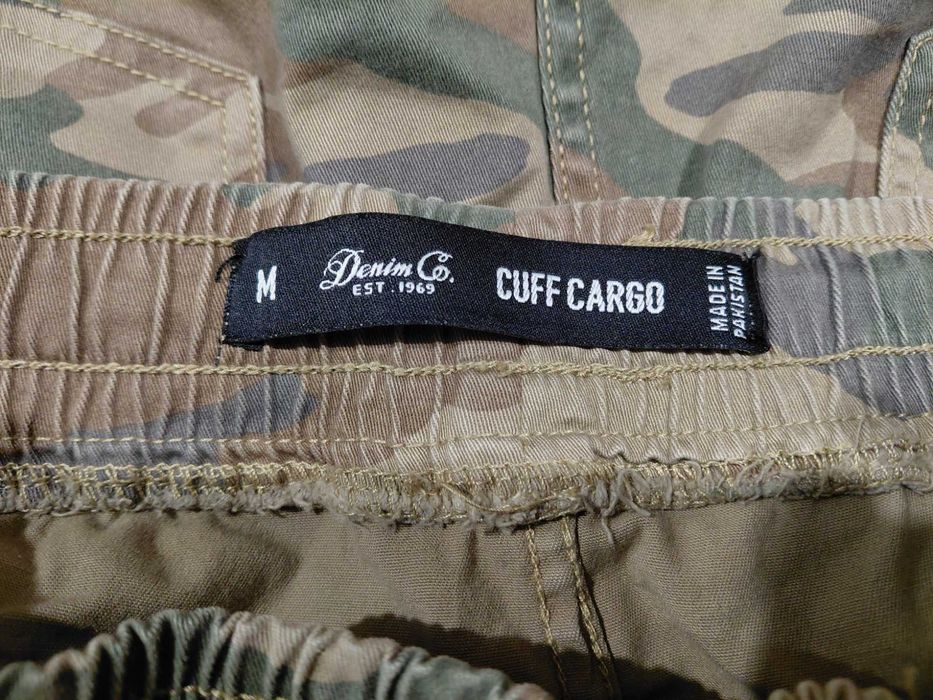 M
Denim Co.
EST. 1969
CUFF CARGO
MADE IN
PAKISTAN